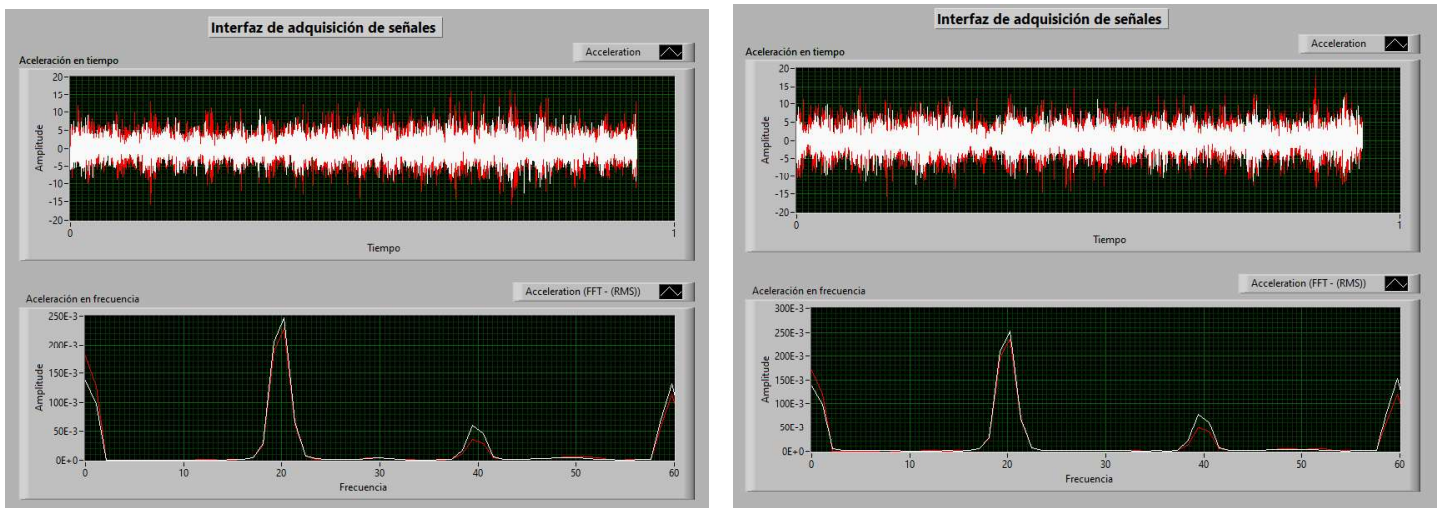 Interfaz de adquisición de señales
Acceleration
Aceleración en tiempo
Amplitude
20
15
10
5
0
-5
-10
-15
-20
0
1
Tiempo
Acceleration (FFT - (RMS))
Aceleración en frecuencia
Amplitude
250E-3
200E-3
150E-3
100E-3
50E-3
0E+0
0
10
20
30
40
50
60
Frecuencia
Interfaz de adquisición de señales
Acceleration
Aceleración en tiempo
Amplitude
20
15
10
5
0
-5
-10
-15
-20
0
1
Tiempo
Acceleration (FFT - (RMS))
Aceleración en frecuencia
Amplitude
300E-3
250E-3
200E-3
150E-3
100E-3
50E-3
0E+0
0
10
20
30
40
50
60
Frecuencia